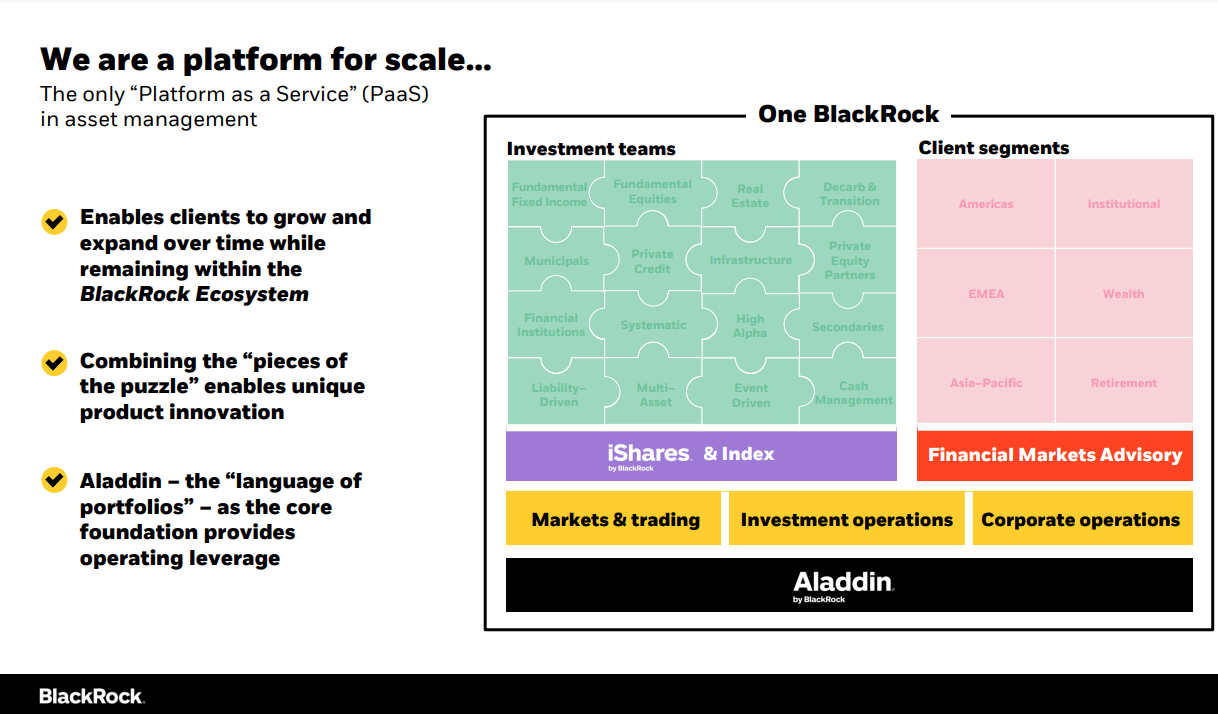 We are a platform for scale...
The only “Platform as a Service” (PaaS)
in asset management
Enables clients to grow and
expand over time while
remaining within the
BlackRock Ecosystem
Combining the “pieces of
the puzzle” enables unique
product innovation
Aladdin – the “language of
portfolios” – as the core
foundation provides
operating leverage
One BlackRock
Investment teams
Fundamental
Fixed Income
Fundamental
Equities
Real
Estate
Decarb &
Transition
Municipals
Private
Credit
Infrastructure
Private
Equity
Partners
Financial
Institutions
Systematic
High
Alpha
Secondaries
Liability–
Driven
Multi–
Asset
Event
Driven
Cash
Management
iShares. & Index
by BlackRock
Client segments
Americas
Institutional
EMEA
Wealth
Asia–Pacific
Retirement
Financial Markets Advisory
Markets & trading
Investment operations
Corporate operations
Aladdin.
by BlackRock
BlackRock.